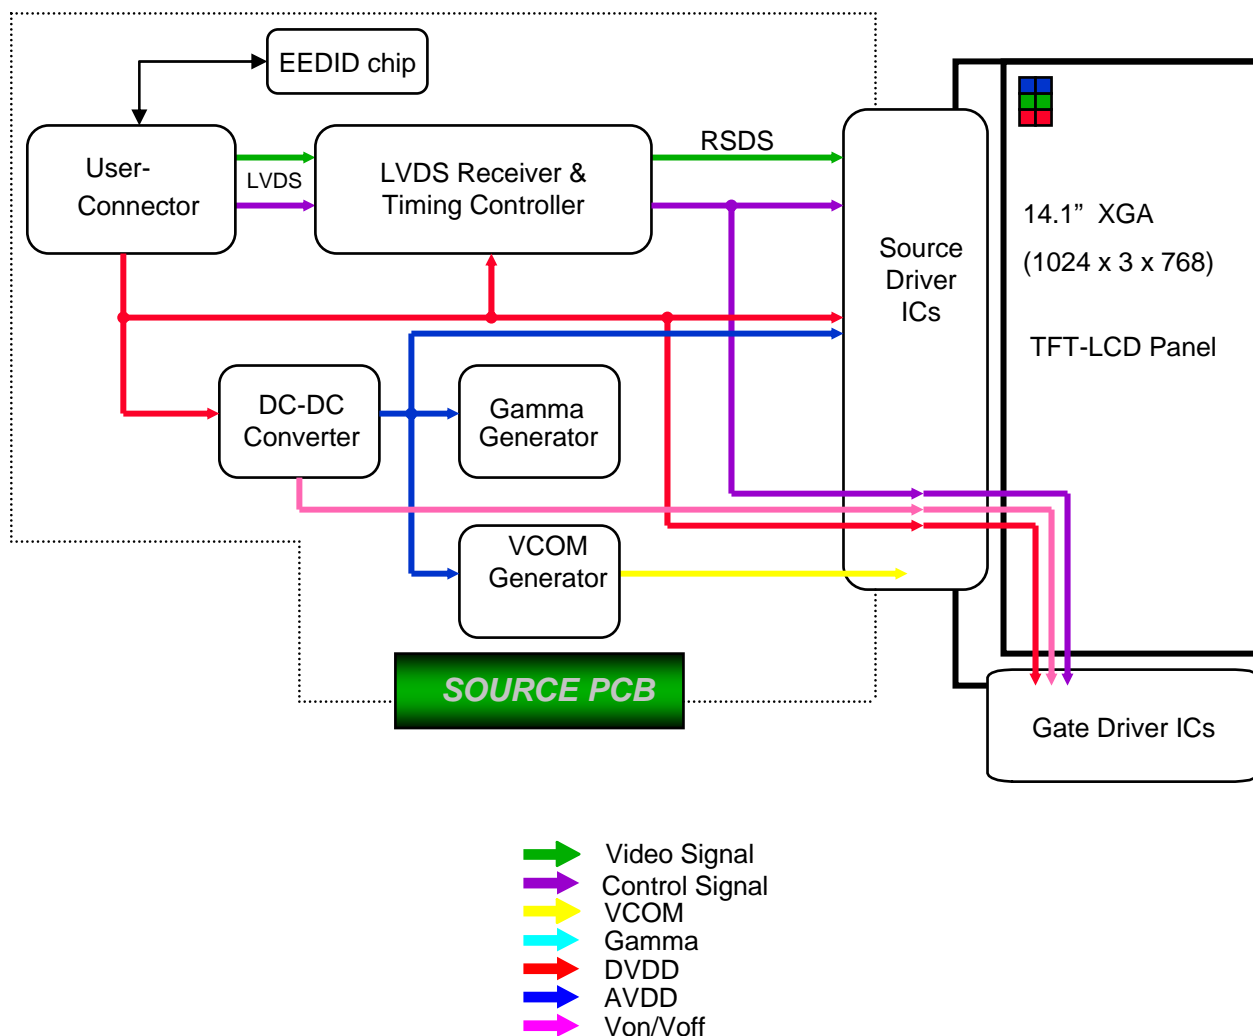 EEDID chip
User-
Connector
LVDS
LVDS Receiver &
Timing Controller
RSDS
Source
Driver
ICs
14.1” XGA
(1024 x 3 x 768)
TFT-LCD Panel
DC-DC
Converter
Gamma
Generator
VCOM
Generator
SOURCE PCB
Gate Driver ICs
Video Signal
Control Signal
VCOM
Gamma
DVDD
AVDD
Von/Voff